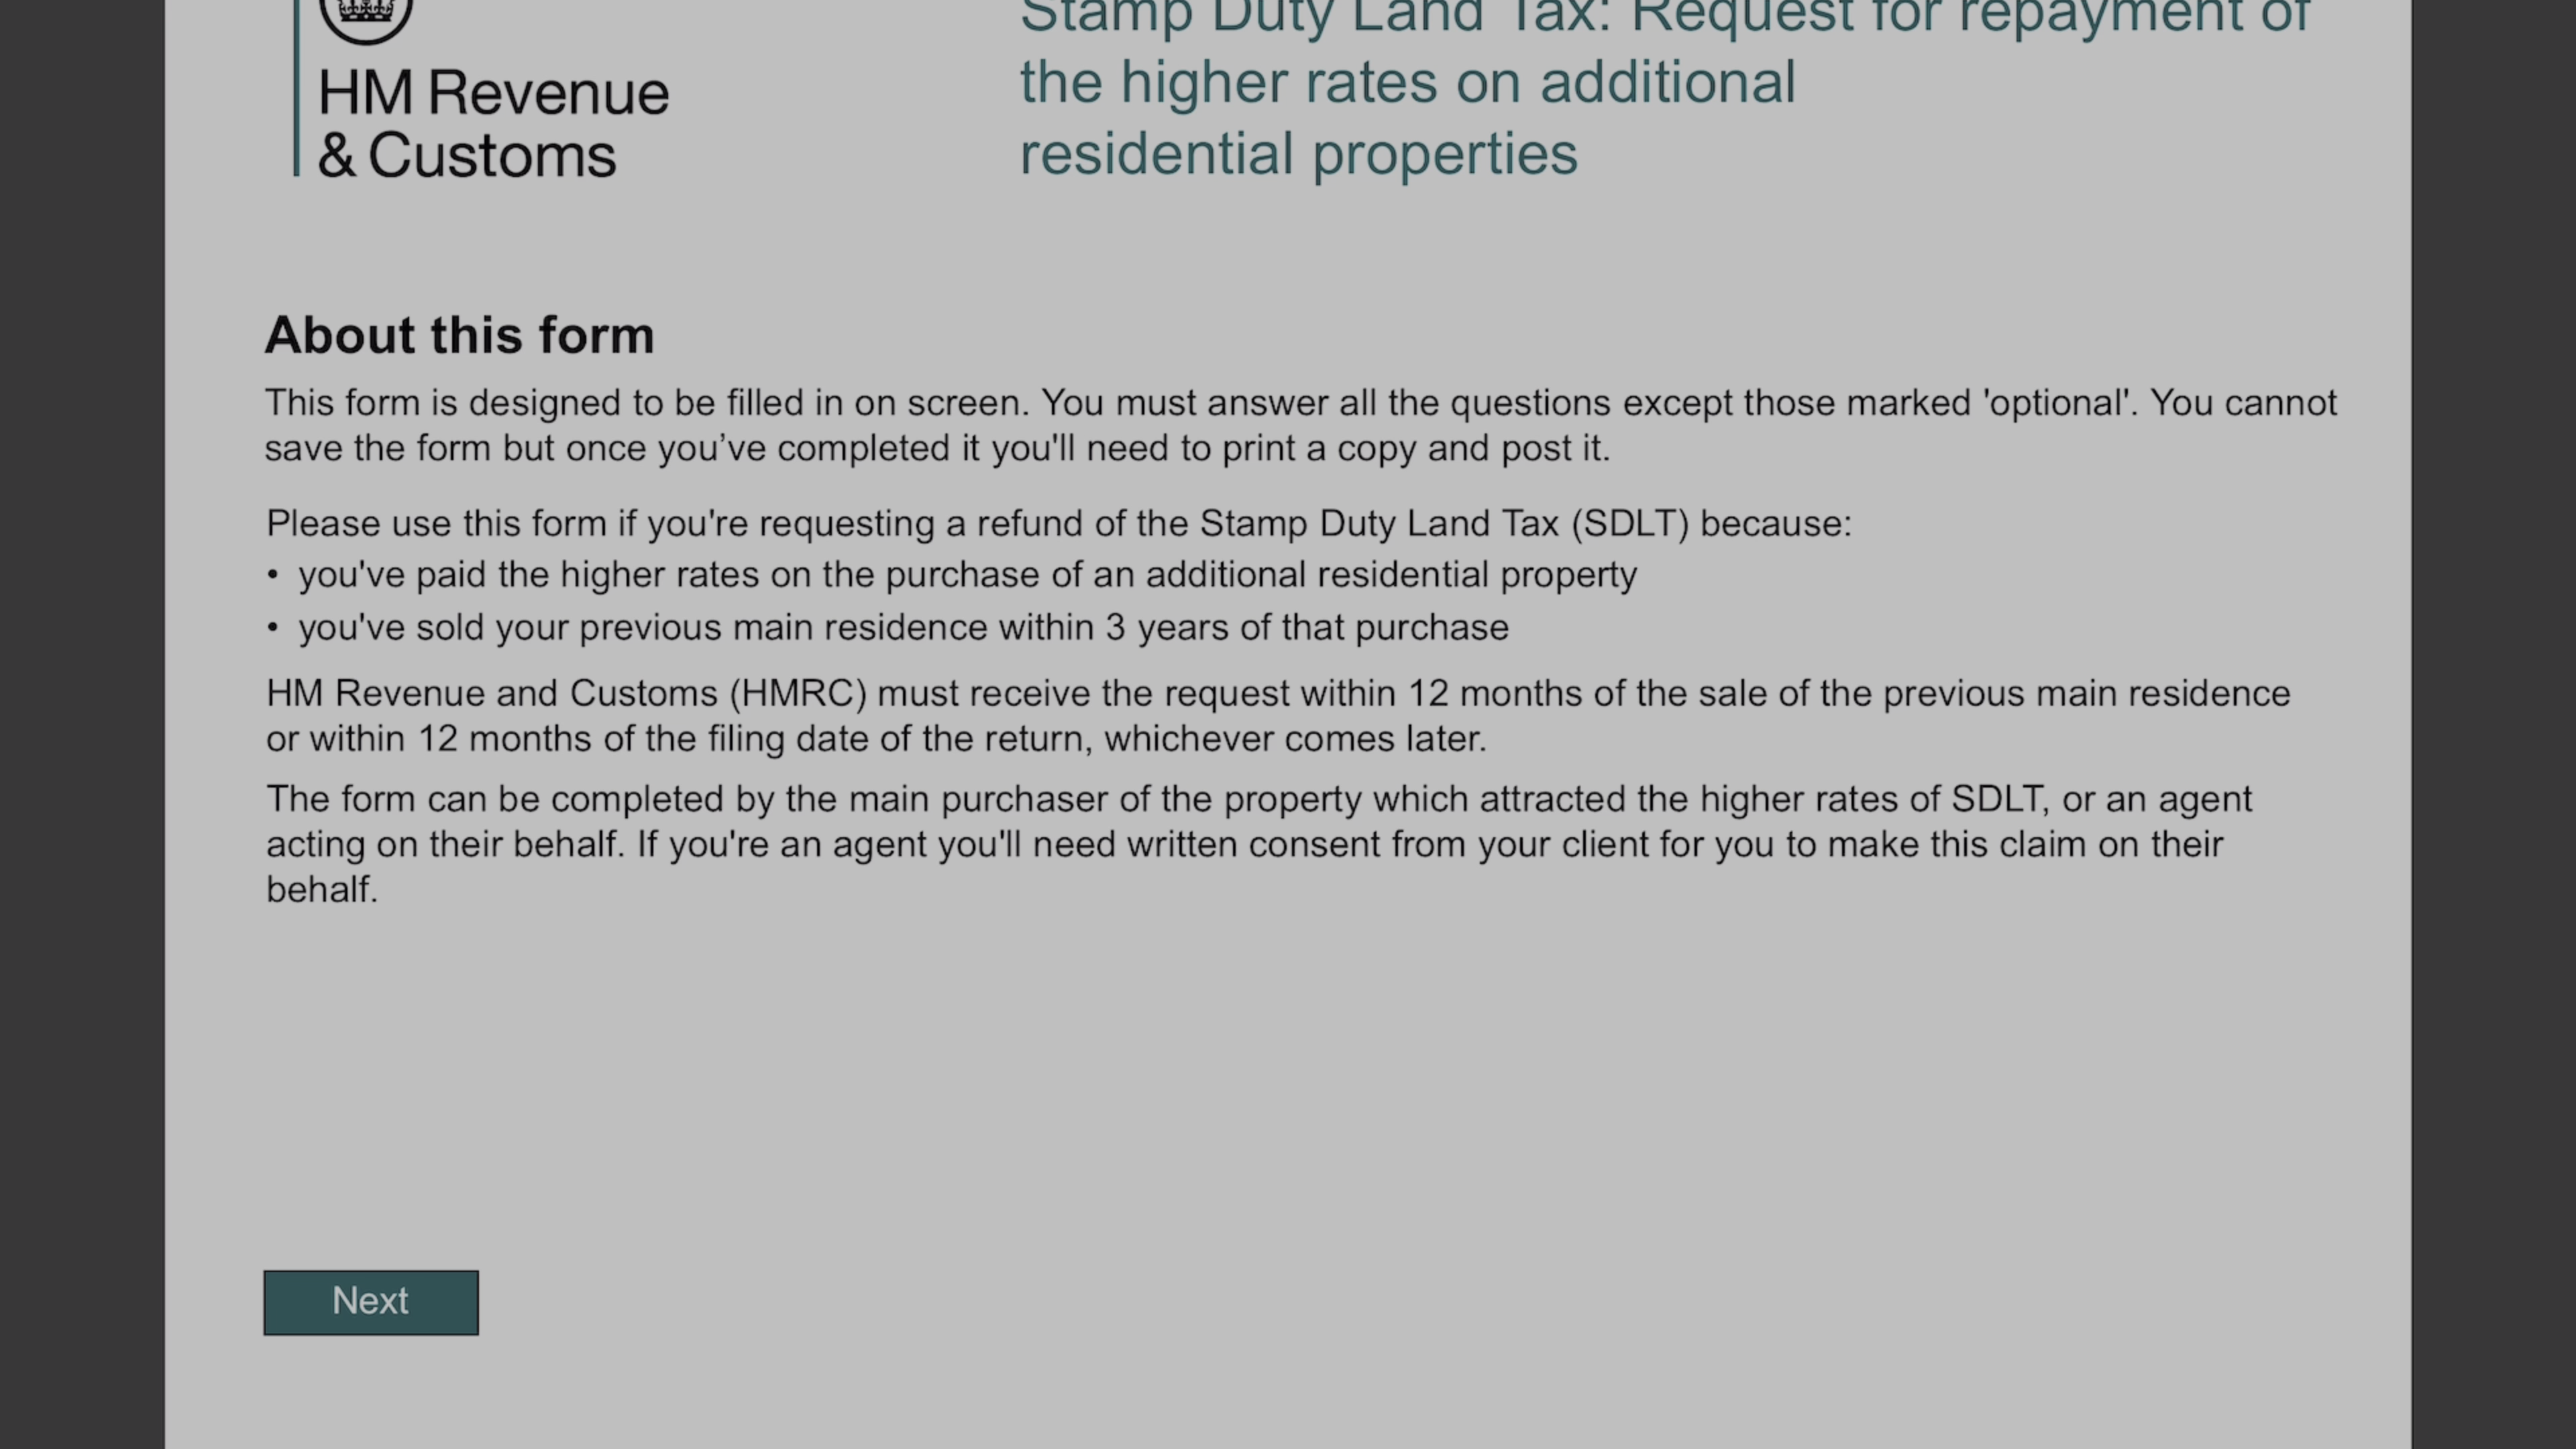 HM Revenue
& Customs
Stamp Duty Land Tax: Request for repayment of
the higher rates on additional
residential properties
About this form
This form is designed to be filled in on screen. You must answer all the questions except those marked 'optional'. You cannot
save the form but once you’ve completed it you'll need to print a copy and post it.
Please use this form if you're requesting a refund of the Stamp Duty Land Tax (SDLT) because:
• you've paid the higher rates on the purchase of an additional residential property
• you've sold your previous main residence within 3 years of that purchase
HM Revenue and Customs (HMRC) must receive the request within 12 months of the sale of the previous main residence
or within 12 months of the filing date of the return, whichever comes later.
The form can be completed by the main purchaser of the property which attracted the higher rates of SDLT, or an agent
acting on their behalf. If you're an agent you'll need written consent from your client for you to make this claim on their
behalf.
Next